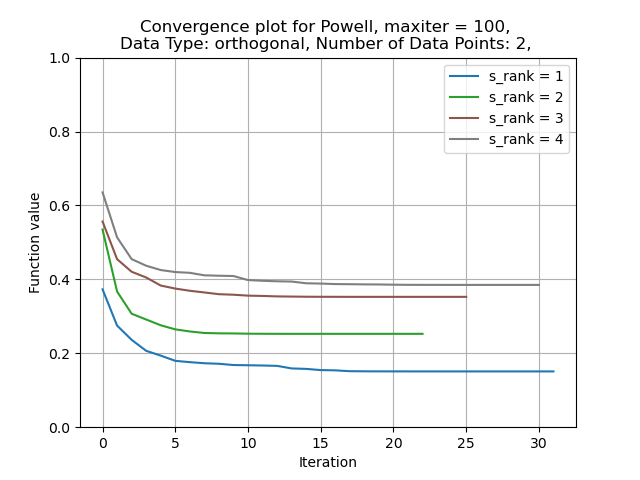 Convergence plot for Powell, maxiter = 100,
Data Type: orthogonal, Number of Data Points: 2,
1.0
0.8
0.6
0.4
0.2
0.0
Function value
s_rank = 1
s_rank = 2
s_rank = 3
s_rank = 4
0 5 10 15 20 25 30
Iteration